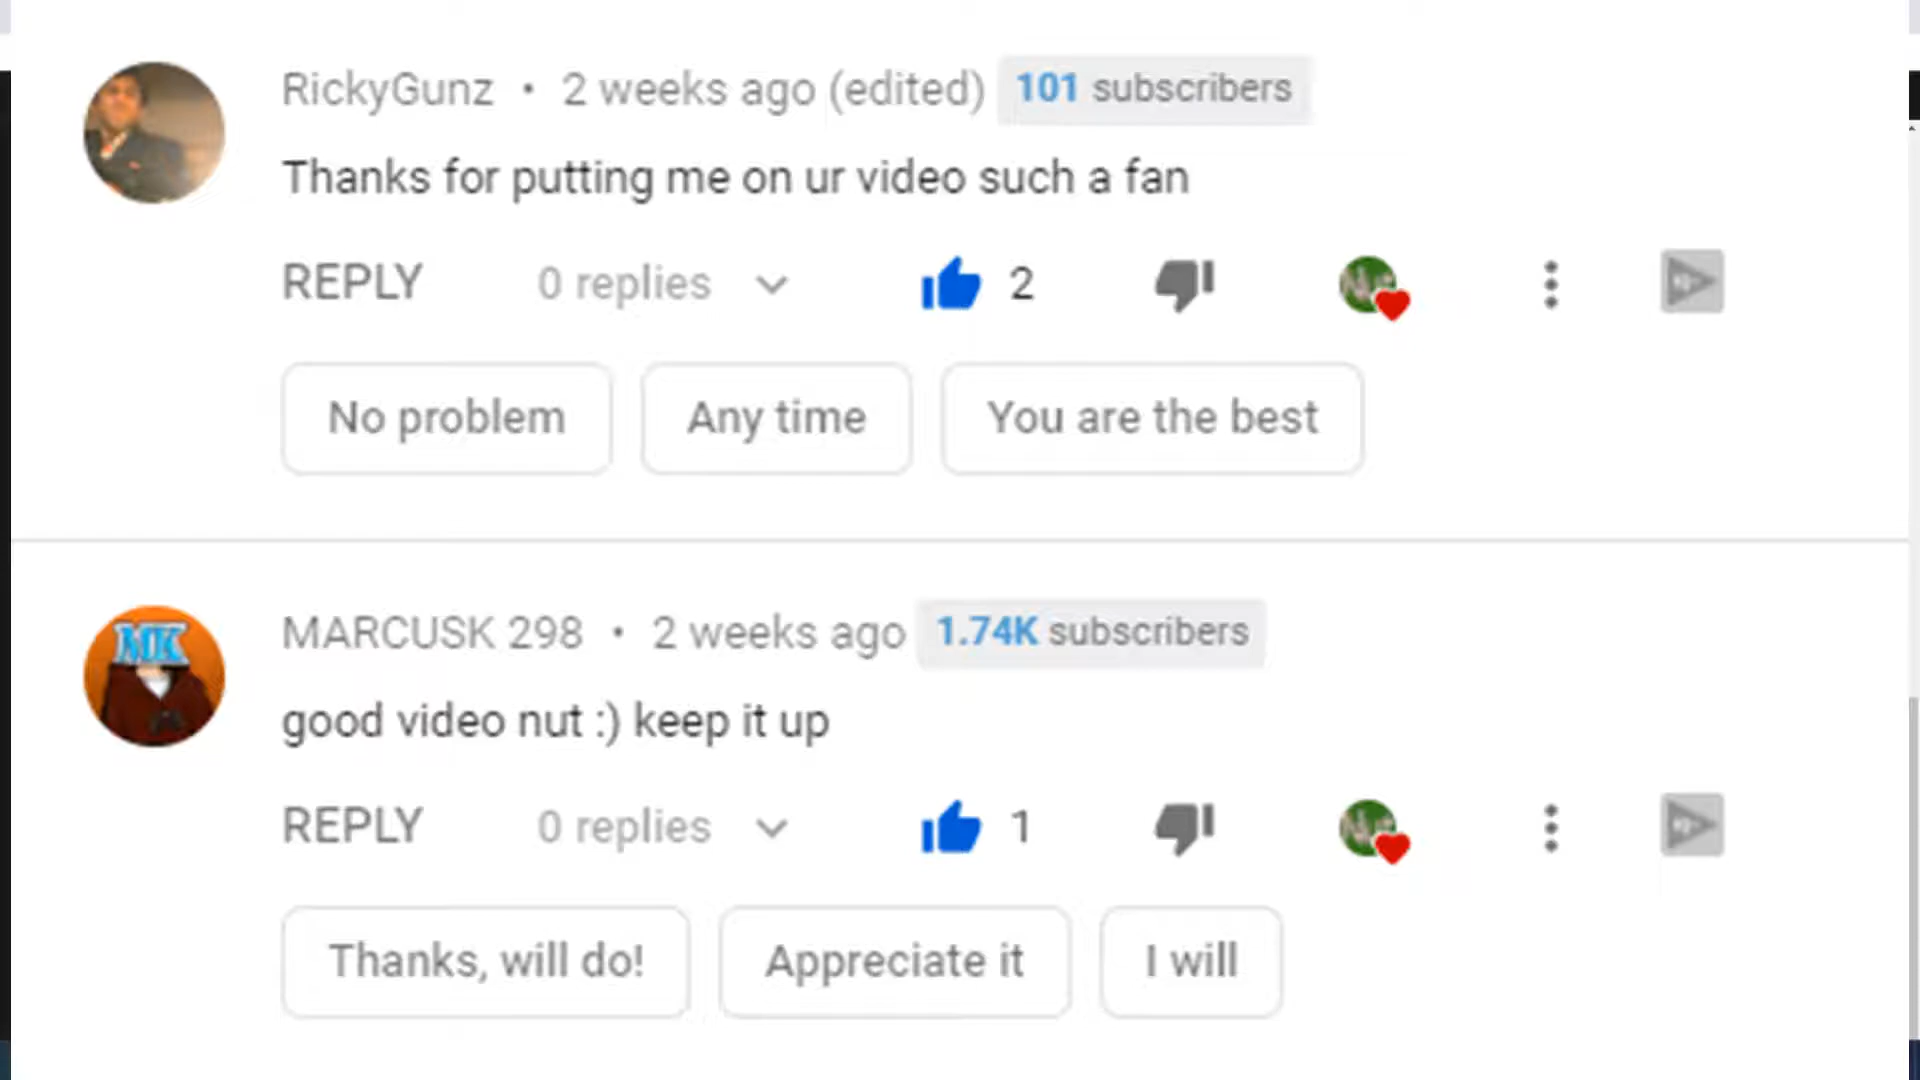 RickyGunz • 2 weeks ago (edited) 101 subscribers
Thanks for putting me on ur video such a fan
REPLY 0 replies 2
No problem Any time You are the best
MK
MARCUSK 298 • 2 weeks ago 1.74K subscribers
good video nut :) keep it up
REPLY 0 replies 1
Thanks, will do! Appreciate it I will